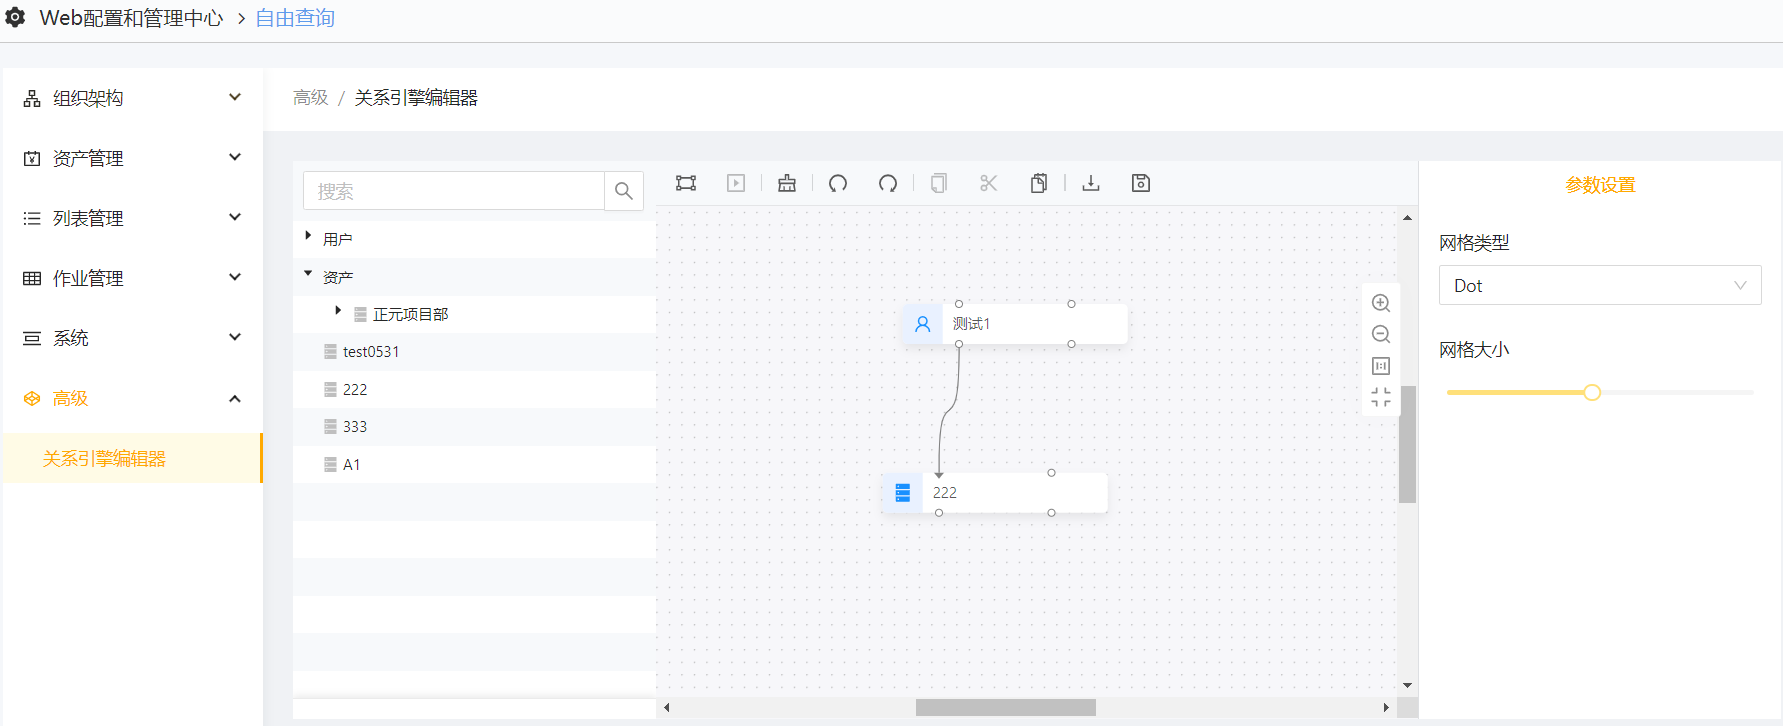 Web配置和管理中心 > 自由查询
组织架构
资产管理
列表管理
作业管理
系统
高级
关系引擎编辑器
高级 / 关系引擎编辑器
搜索
用户
资产
正元项目部
test0531
222
333
A1
测试1
222
参数设置
网格类型
Dot
网格大小